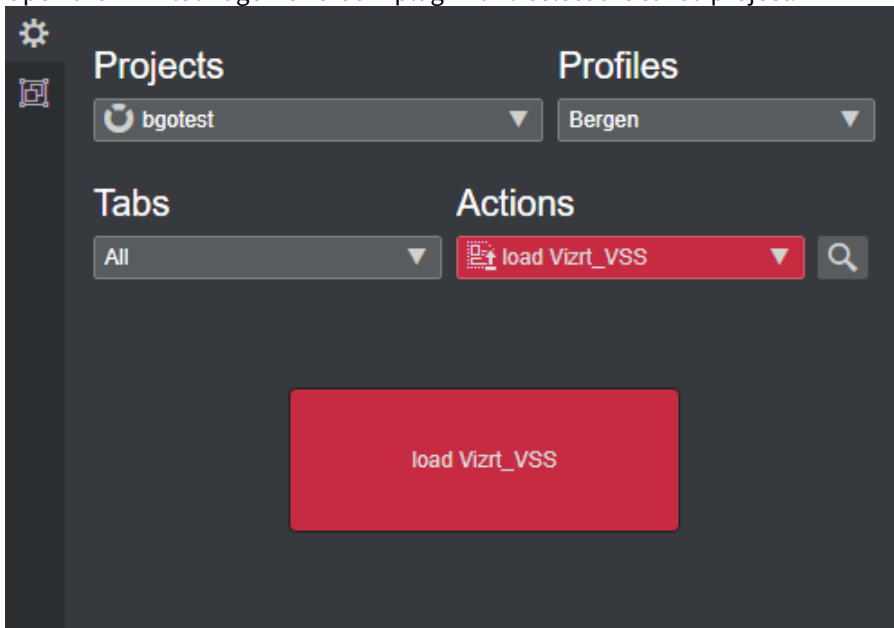 Projects
Profiles
bgotest
Bergen
Tabs
Actions
All
load Vizrt_VSS
load Vizrt_VSS